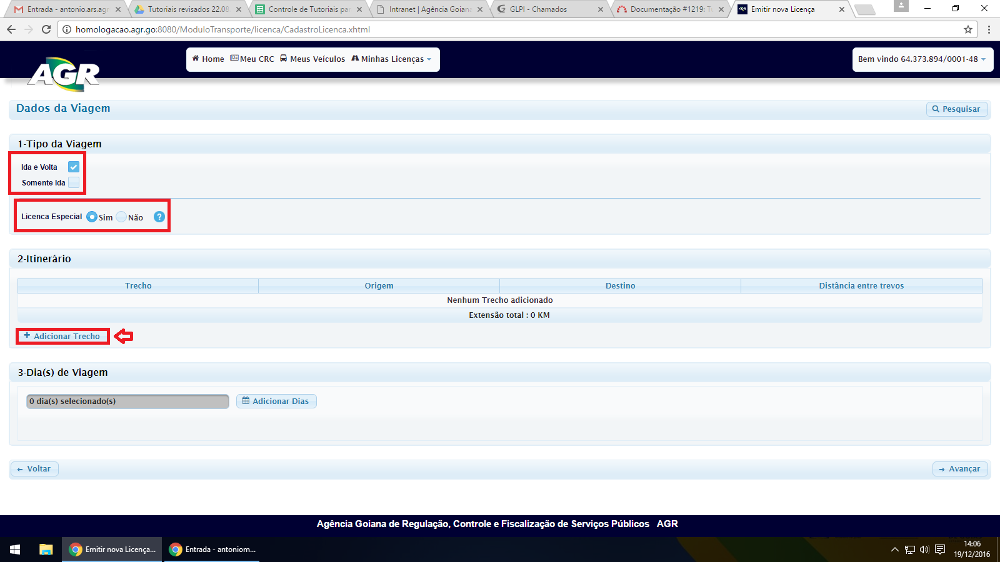 Entrada - antonio.ars.agr
Tutoriais revisados 22.08
Controle de Tutoriais pa
Intranet | Agência Goian
GLPI - Chamados
Documentação #1219: T
Emitir nova Licença
homologacao.agr.go:8080/ModuloTransporte/licenca/CadastroLicenca.xhtml
AGR
Home Meu CRC Meus Veículos Minhas Licenças
Bem vindo 64.373.894/0001-48
Dados da Viagem
Pesquisar
1-Tipo da Viagem
Ida e Volta
Somente Ida
Licenca Especial Sim Não ?
2-Itinerário
Trecho Origem Destino Distância entre trevos
Nenhum Trecho adicionado
Extensão total : 0 KM
+ Adicionar Trecho
3-Dia(s) de Viagem
0 dia(s) selecionado(s) Adicionar Dias
← Voltar
→ Avançar
Agência Goiana de Regulação, Controle e Fiscalização de Serviços Públicos AGR
Emitir nova Licença...
Entrada - antoniom...
14:06
19/12/2016